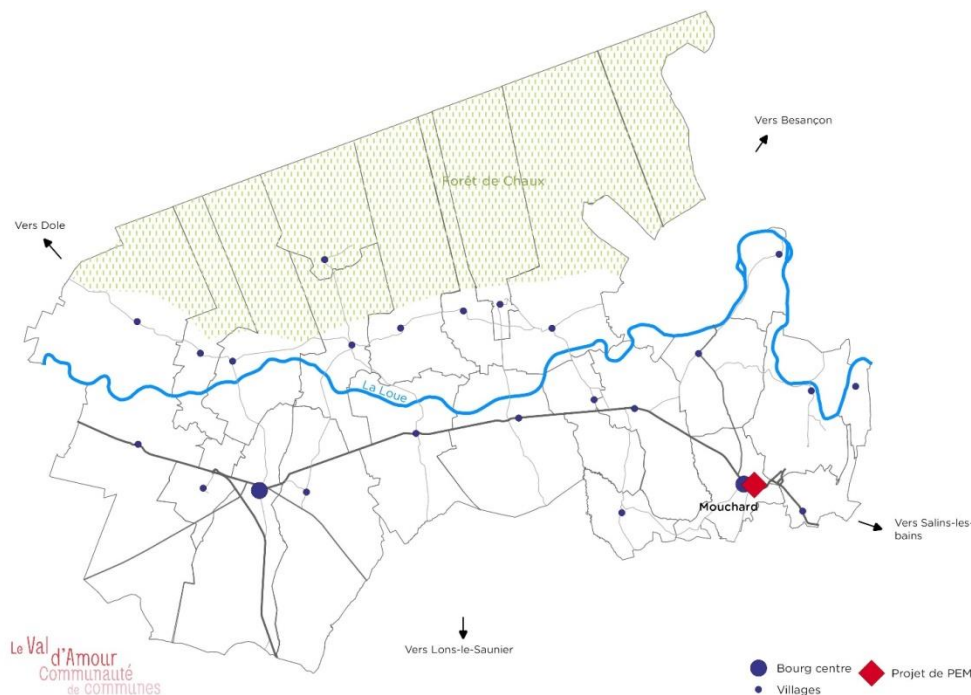 Vers Besançon
Forêt de Chaux
Vers Dole
La Loue
Mouchard
Vers Salins-les-
bains
Vers Lons-le-Saunier
Le Val
d'Amour
Communauté
de communes
Bourg centre
Projet de PEM
Villages